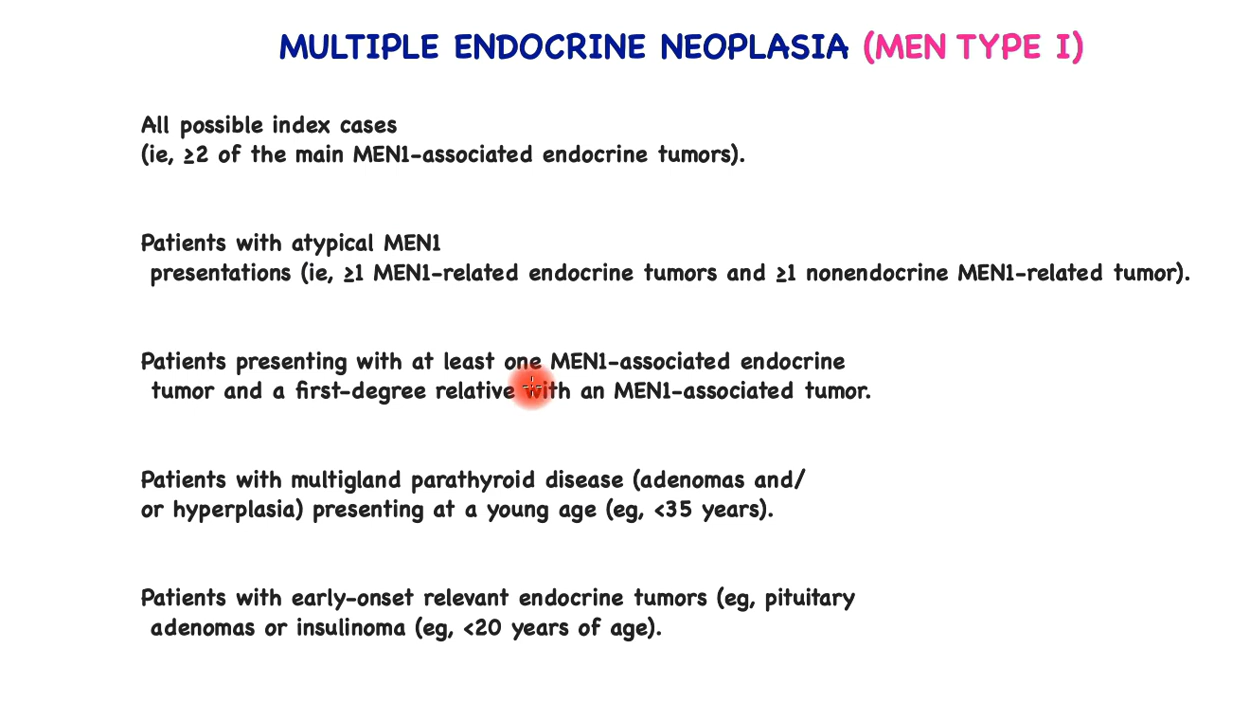 MULTIPLE ENDOCRINE NEOPLASIA (MEN TYPE I)
All possible index cases
(ie, ≥2 of the main MEN1-associated endocrine tumors).
Patients with atypical MEN1
presentations (ie, ≥1 MEN1-related endocrine tumors and ≥1 nonendocrine MEN1-related tumor).
Patients presenting with at least one MEN1-associated endocrine
tumor and a first-degree relative with an MEN1-associated tumor.
Patients with multigland parathyroid disease (adenomas and/
or hyperplasia) presenting at a young age (eg, <35 years).
Patients with early-onset relevant endocrine tumors (eg, pituitary
adenomas or insulinoma (eg, <20 years of age).